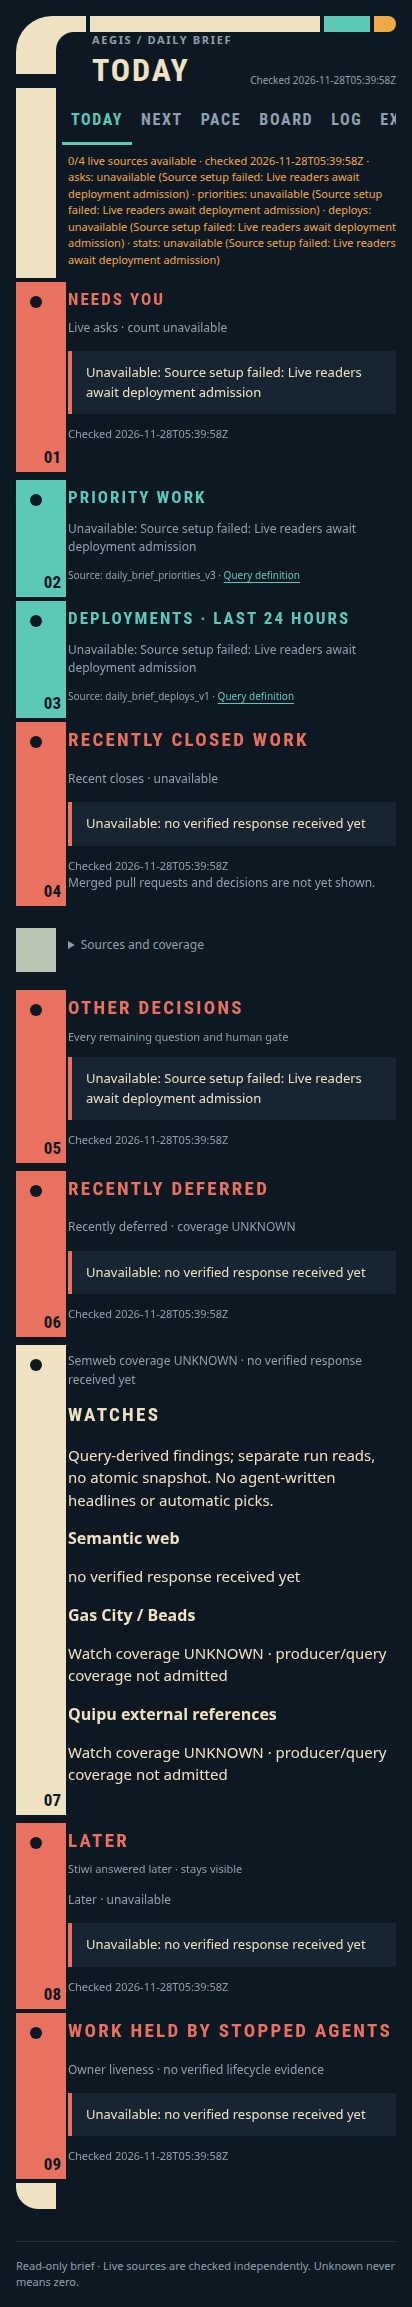 AEGIS / DAILY BRIEF
TODAY
Checked 2026-11-28T05:39:58Z
TODAY NEXT PACE BOARD LOG EX
0/4 live sources available · checked 2026-11-28T05:39:58Z ·
asks: unavailable (Source setup failed: Live readers await
deployment admission) · priorities: unavailable (Source setup
failed: Live readers await deployment admission) · deploys:
unavailable (Source setup failed: Live readers await deployment
admission) · stats: unavailable (Source setup failed: Live readers
await deployment admission)
NEEDS YOU
Live asks · count unavailable
Unavailable: Source setup failed: Live readers
await deployment admission
Checked 2026-11-28T05:39:58Z
01
PRIORITY WORK
Unavailable: Source setup failed: Live readers await
deployment admission
Source: daily_brief_priorities_v3 · Query definition
02
DEPLOYMENTS · LAST 24 HOURS
Unavailable: Source setup failed: Live readers await
deployment admission
Source: daily_brief_deploys_v1 · Query definition
03
RECENTLY CLOSED WORK
Recent closes · unavailable
Unavailable: no verified response received yet
Checked 2026-11-28T05:39:58Z
Merged pull requests and decisions are not yet shown.
04
▶ Sources and coverage
OTHER DECISIONS
Every remaining question and human gate
Unavailable: Source setup failed: Live readers
await deployment admission
Checked 2026-11-28T05:39:58Z
05
RECENTLY DEFERRED
Recently deferred · coverage UNKNOWN
Unavailable: no verified response received yet
Checked 2026-11-28T05:39:58Z
06
Semweb coverage UNKNOWN · no verified response
received yet
WATCHES
Query-derived findings; separate run reads,
no atomic snapshot. No agent-written
headlines or automatic picks.
Semantic web
no verified response received yet
Gas City / Beads
Watch coverage UNKNOWN · producer/query
coverage not admitted
Quipu external references
Watch coverage UNKNOWN · producer/query
coverage not admitted
07
LATER
Stiwi answered later · stays visible
Later · unavailable
Unavailable: no verified response received yet
Checked 2026-11-28T05:39:58Z
08
WORK HELD BY STOPPED AGENTS
Owner liveness · no verified lifecycle evidence
Unavailable: no verified response received yet
Checked 2026-11-28T05:39:58Z
09
Read-only brief · Live sources are checked independently. Unknown never
means zero.